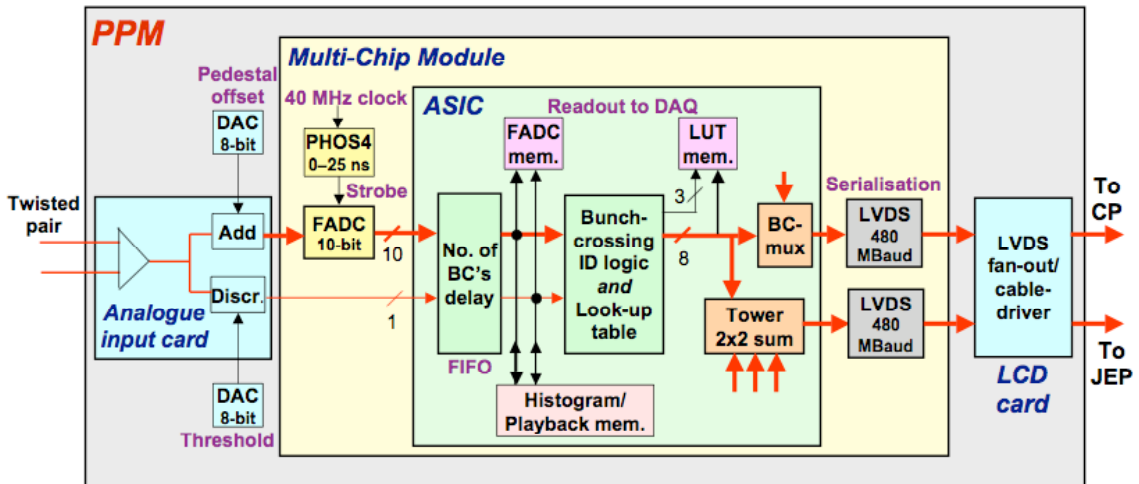 PPM
Multi-Chip Module
Pedestal
offset
DAC
8-bit
40 MHz clock
PHOS4
0–25 ns
Strobe
ASIC
Readout to DAQ
FADC
mem.
LUT
mem.
3
Twisted
pair
Add
Discr.
Analogue
input card
DAC
8-bit
Threshold
FADC
10-bit
10
1
No. of
BC's
delay
FIFO
Bunch-
crossing
ID logic
and
Look-up
table
8
Histogram/
Playback mem.
BC-
mux
Tower
2x2 sum
Serialisation
LVDS
480
MBaud
LVDS
480
MBaud
LVDS
fan-out/
cable-
driver
LCD
card
To
CP
To
JEP